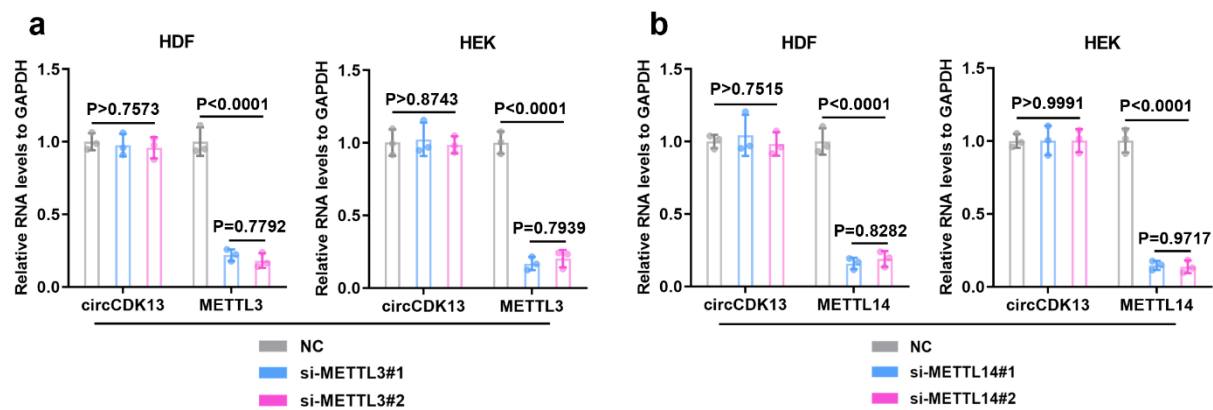 a
HDF
HEK
Relative RNA levels to GAPDH
1.5
1.0
0.5
0.0
P>0.7573
P<0.0001
P=0.7792
circCDK13
METTL3
Relative RNA levels to GAPDH
1.5
1.0
0.5
0.0
P>0.8743
P<0.0001
P=0.7939
circCDK13
METTL3
NC
si-METTL3#1
si-METTL3#2
b
HDF
HEK
Relative RNA levels to GAPDH
1.5
1.0
0.5
0.0
P>0.7515
P<0.0001
P=0.8282
circCDK13
METTL14
Relative RNA levels to GAPDH
1.5
1.0
0.5
0.0
P>0.9991
P<0.0001
P=0.9717
circCDK13
METTL14
NC
si-METTL14#1
si-METTL14#2